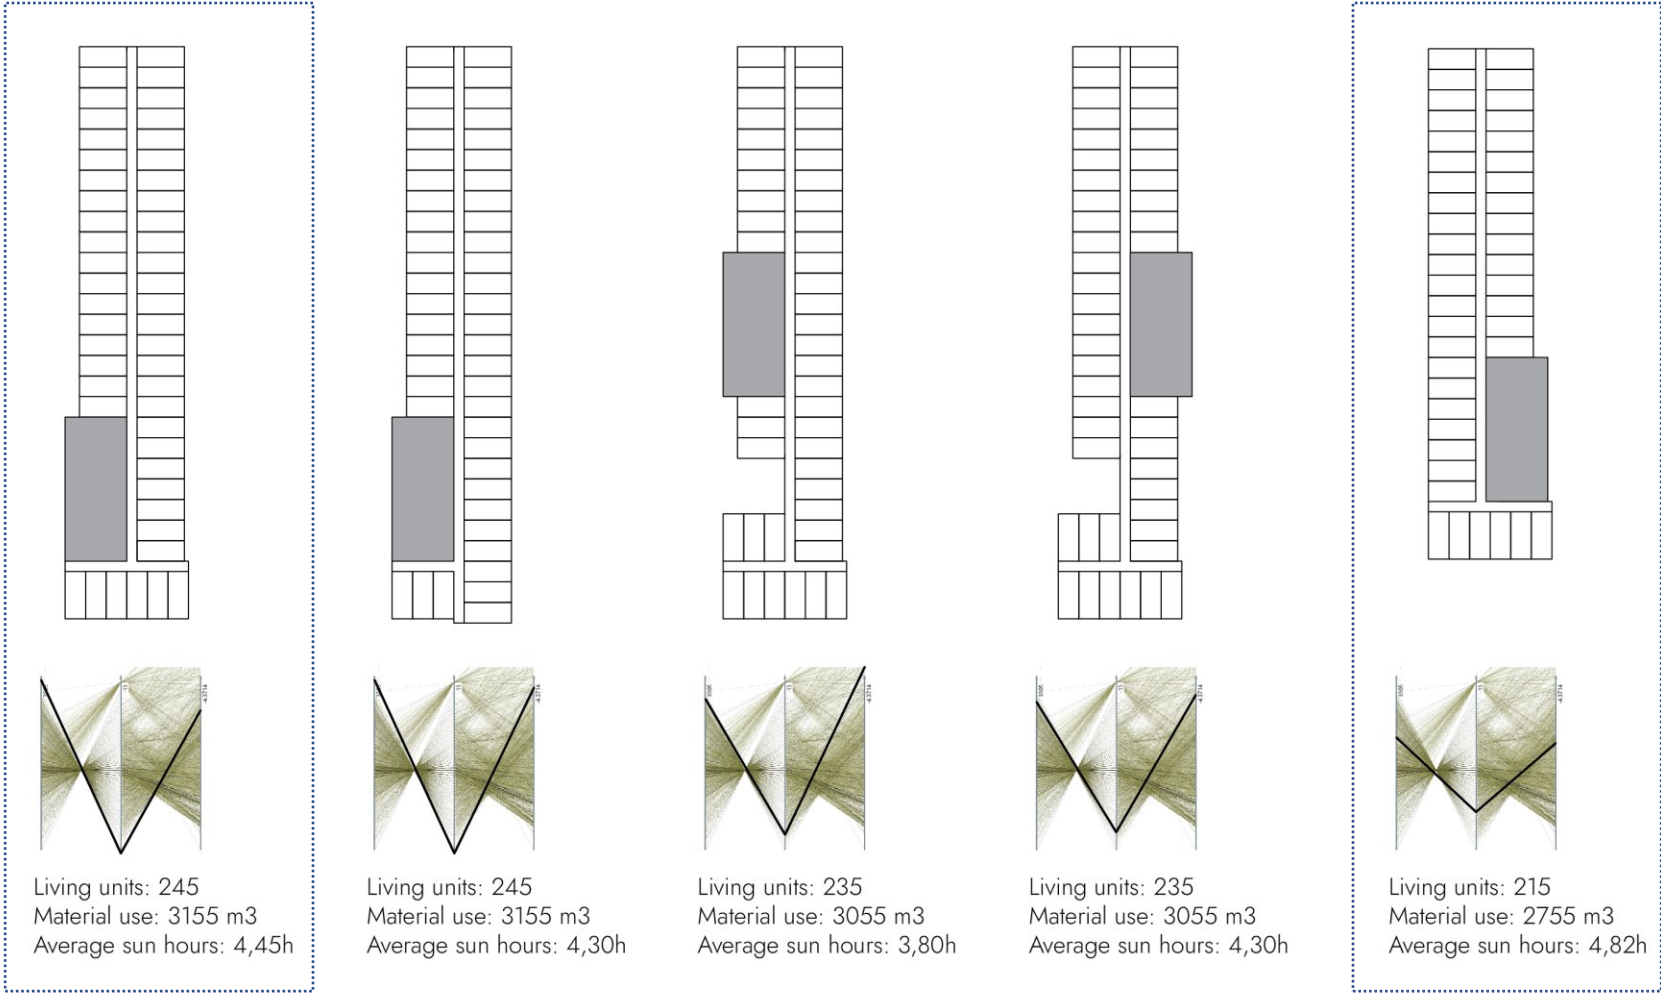 Living units: 245
Material use: 3155 m3
Average sun hours: 4,45h
Living units: 245
Material use: 3155 m3
Average sun hours: 4,30h
Living units: 235
Material use: 3055 m3
Average sun hours: 3,80h
Living units: 235
Material use: 3055 m3
Average sun hours: 4,30h
Living units: 215
Material use: 2755 m3
Average sun hours: 4,82h